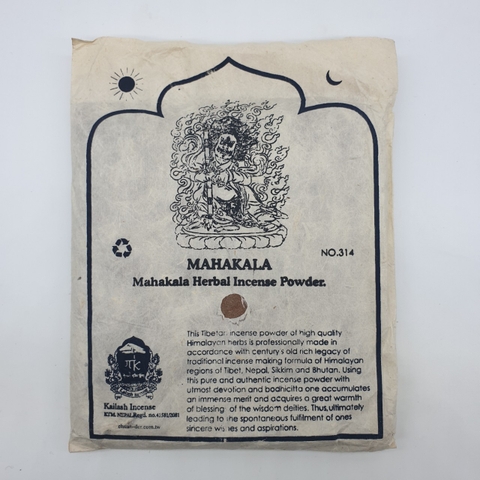 NO.314
MAHAKALA
Mahakala Herbal Incense Powder.
This Tibetan incense powder of high quality
Himalayan herbs is professionally made in
accordance with century s old rich legacy of
traditional incense making formula of Himalayan
regions of Tibet, Nepal, Sikkim and Bhutan. Using
this pure and authentic incense powder with
utmost devotion and bodhicitta one accumulates
an immense merit and acquires a great warmth
of blessing of the wisdom deities. Thus, ultimately
leading to the spontaneous fulfilment of ones
sincere wishes and aspirations.
Kailash Incense
KTM. NEPAL.Regd. no.